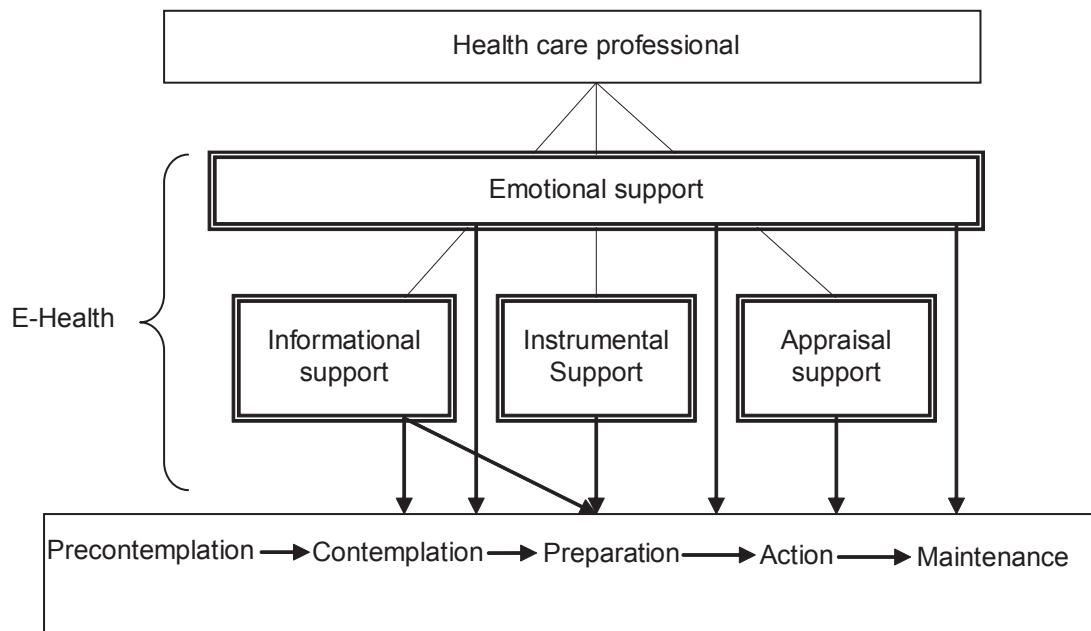 Health care professional
Emotional support
E-Health
Informational
support
Instrumental
Support
Appraisal
support
Precontemplation
Contemplation
Preparation
Action
Maintenance